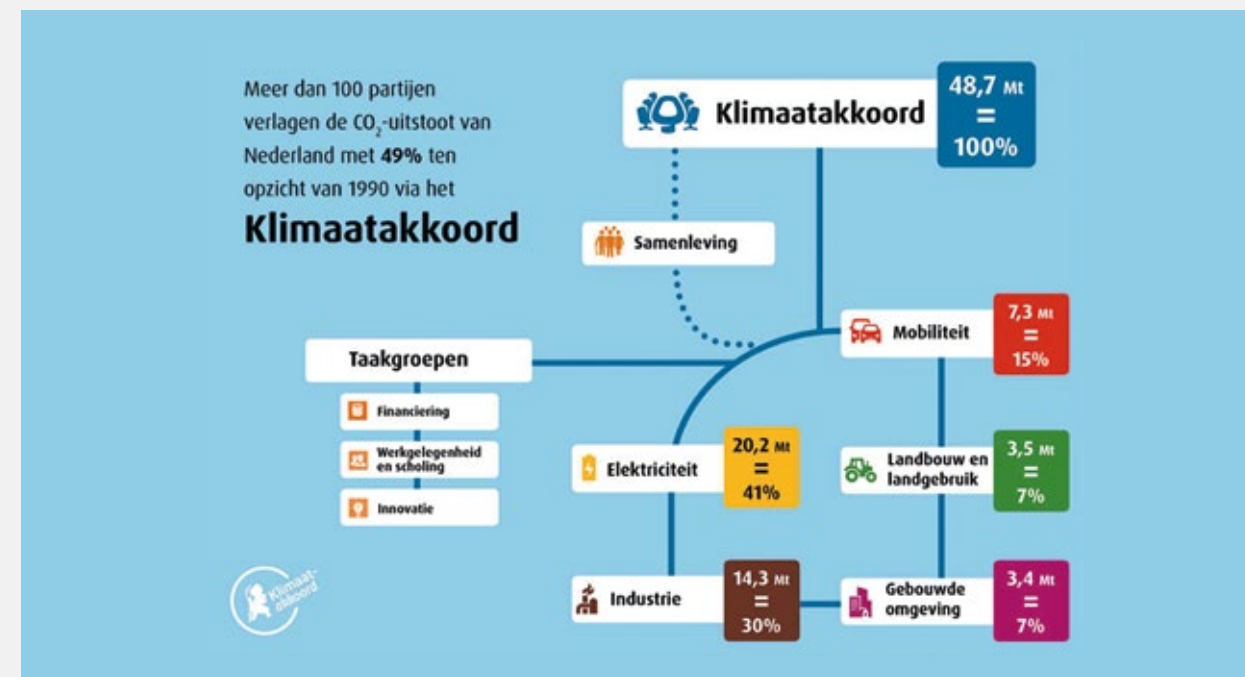 Meer dan 100 partijen
verlagen de CO₂-uitstoot van
Nederland met 49% ten
opzicht van 1990 via het
Klimaatakkoord
Klimaatakkoord
48,7 Mt
=
100%
Samenleving
Mobiliteit
7,3 Mt
=
15%
Taakgroepen
Financiering
Werkgelegenheid
en scholing
Innovatie
Elektriciteit
20,2 Mt
=
41%
Landbouw en
landgebruik
3,5 Mt
=
7%
Industrie
14,3 Mt
=
30%
Gebouwde
omgeving
3,4 Mt
=
7%
Klimaat-
akkoord